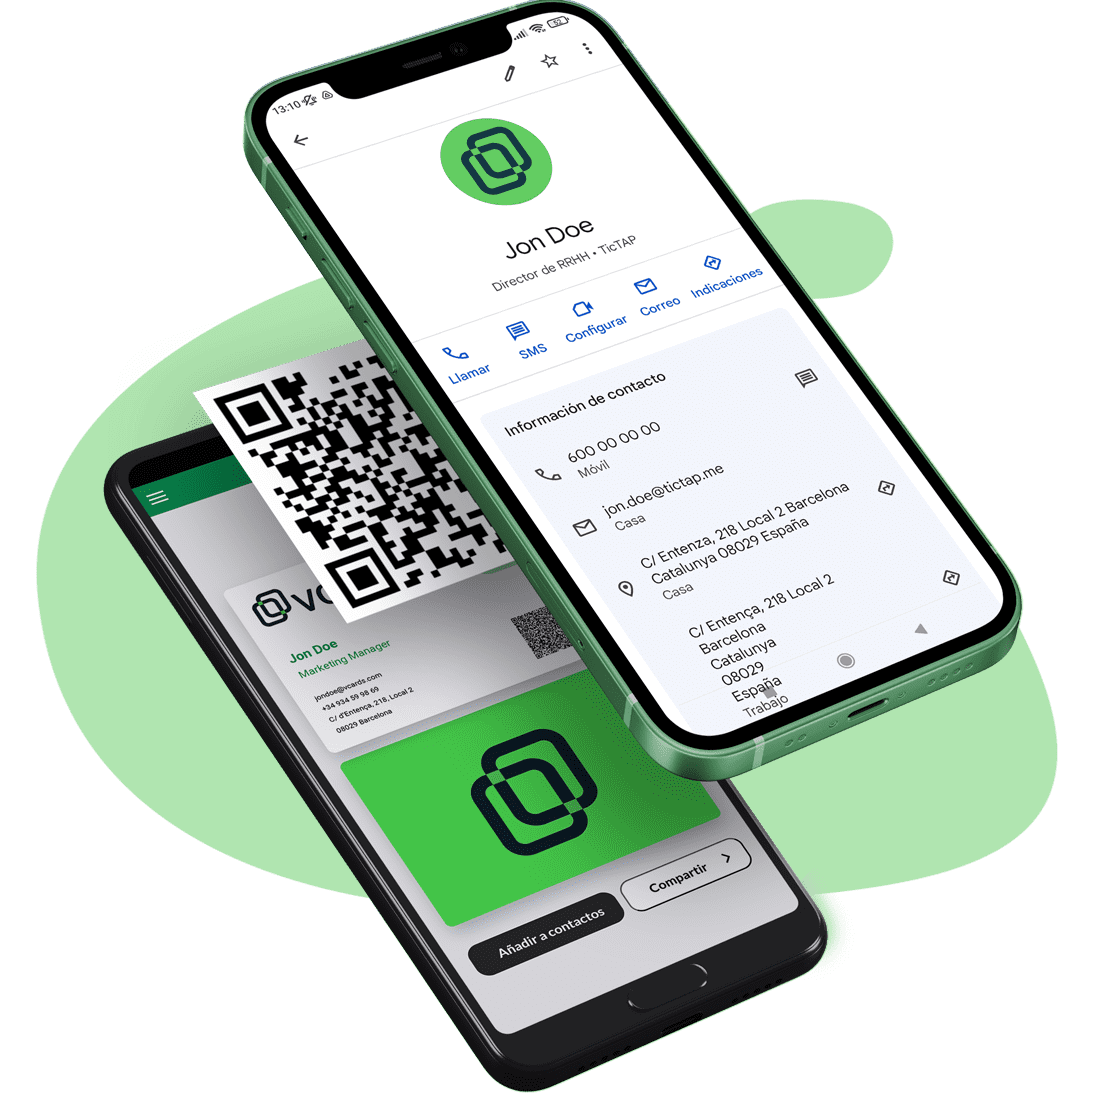 13:10
52
Jon Doe
Director de RRHH • TicTAP
Llamar
SMS
Configurar
Correo
Indicaciones
Información de contacto
600 00 00 00
Móvil
jon.doe@tictap.me
Casa
C/ Entenza, 218 Local 2 Barcelona
Catalunya 08029 España
Casa
C/ Entença, 218 Local 2
Barcelona
Catalunya
08029
España
Trabajo
Jon Doe
Marketing Manager
jondoe@vcards.com
+34 934 59 98 69
C/ d'Entença, 218, Local 2
08029 Barcelona
Añadir a contactos
Compartir